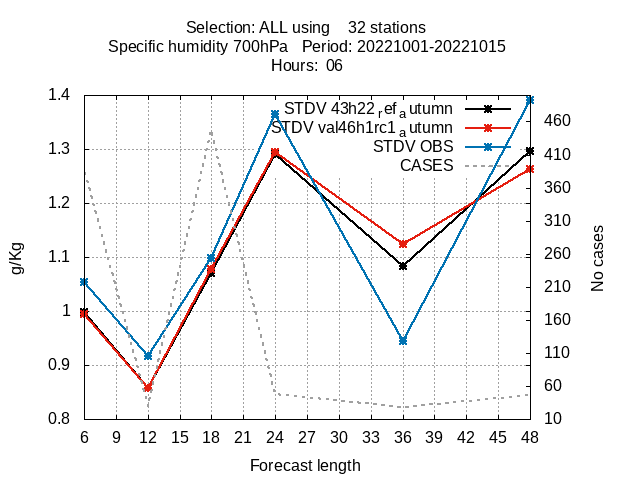 Selection: ALL using 32 stations
Specific humidity 700hPa Period: 20221001-20221015
Hours: 06
g/Kg
1.4
1.3
1.2
1.1
1
0.9
0.8
STDV 43h22ref autumn
STDV val46h1rc1autumn
STDV OBS
CASES
460
410
360
310
260
210
160
110
60
10
No cases
6 9 12 15 18 21 24 27 30 33 36 39 42 45 48
Forecast length